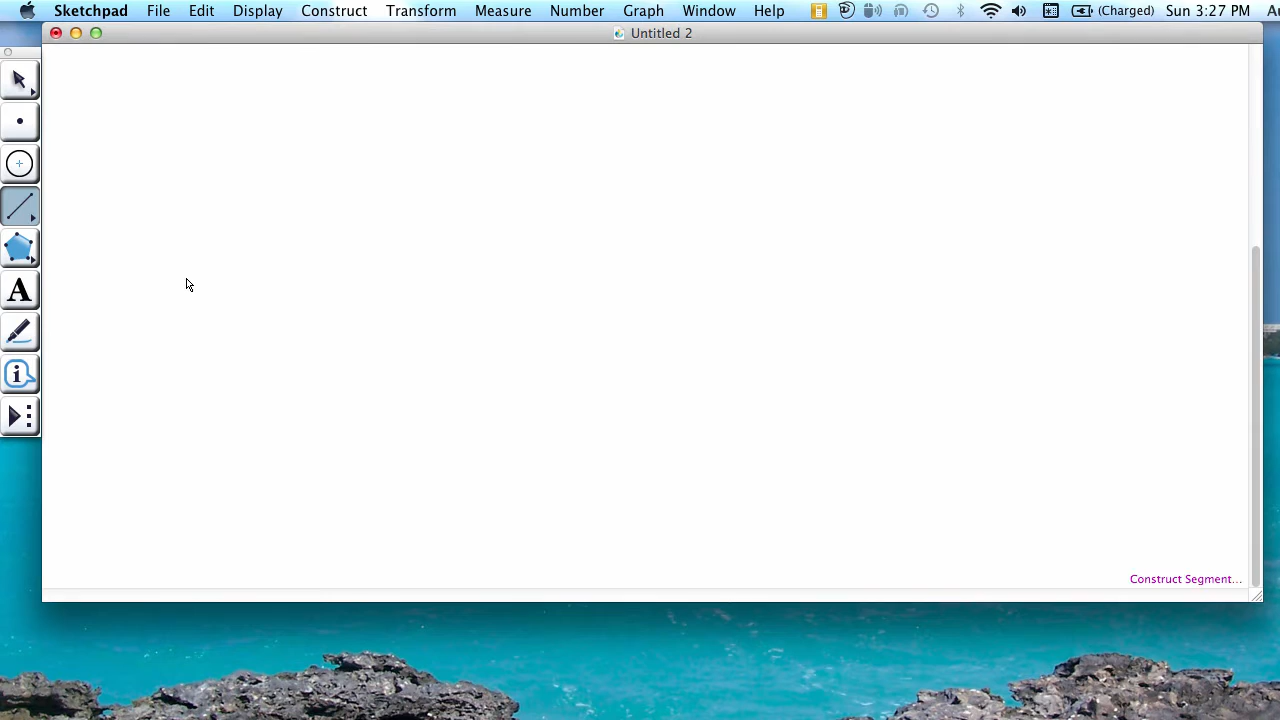 Sketchpad File Edit Display Construct Transform Measure Number Graph Window Help (Charged) Sun 3:27 PM
Untitled 2
A
i
Construct Segment...